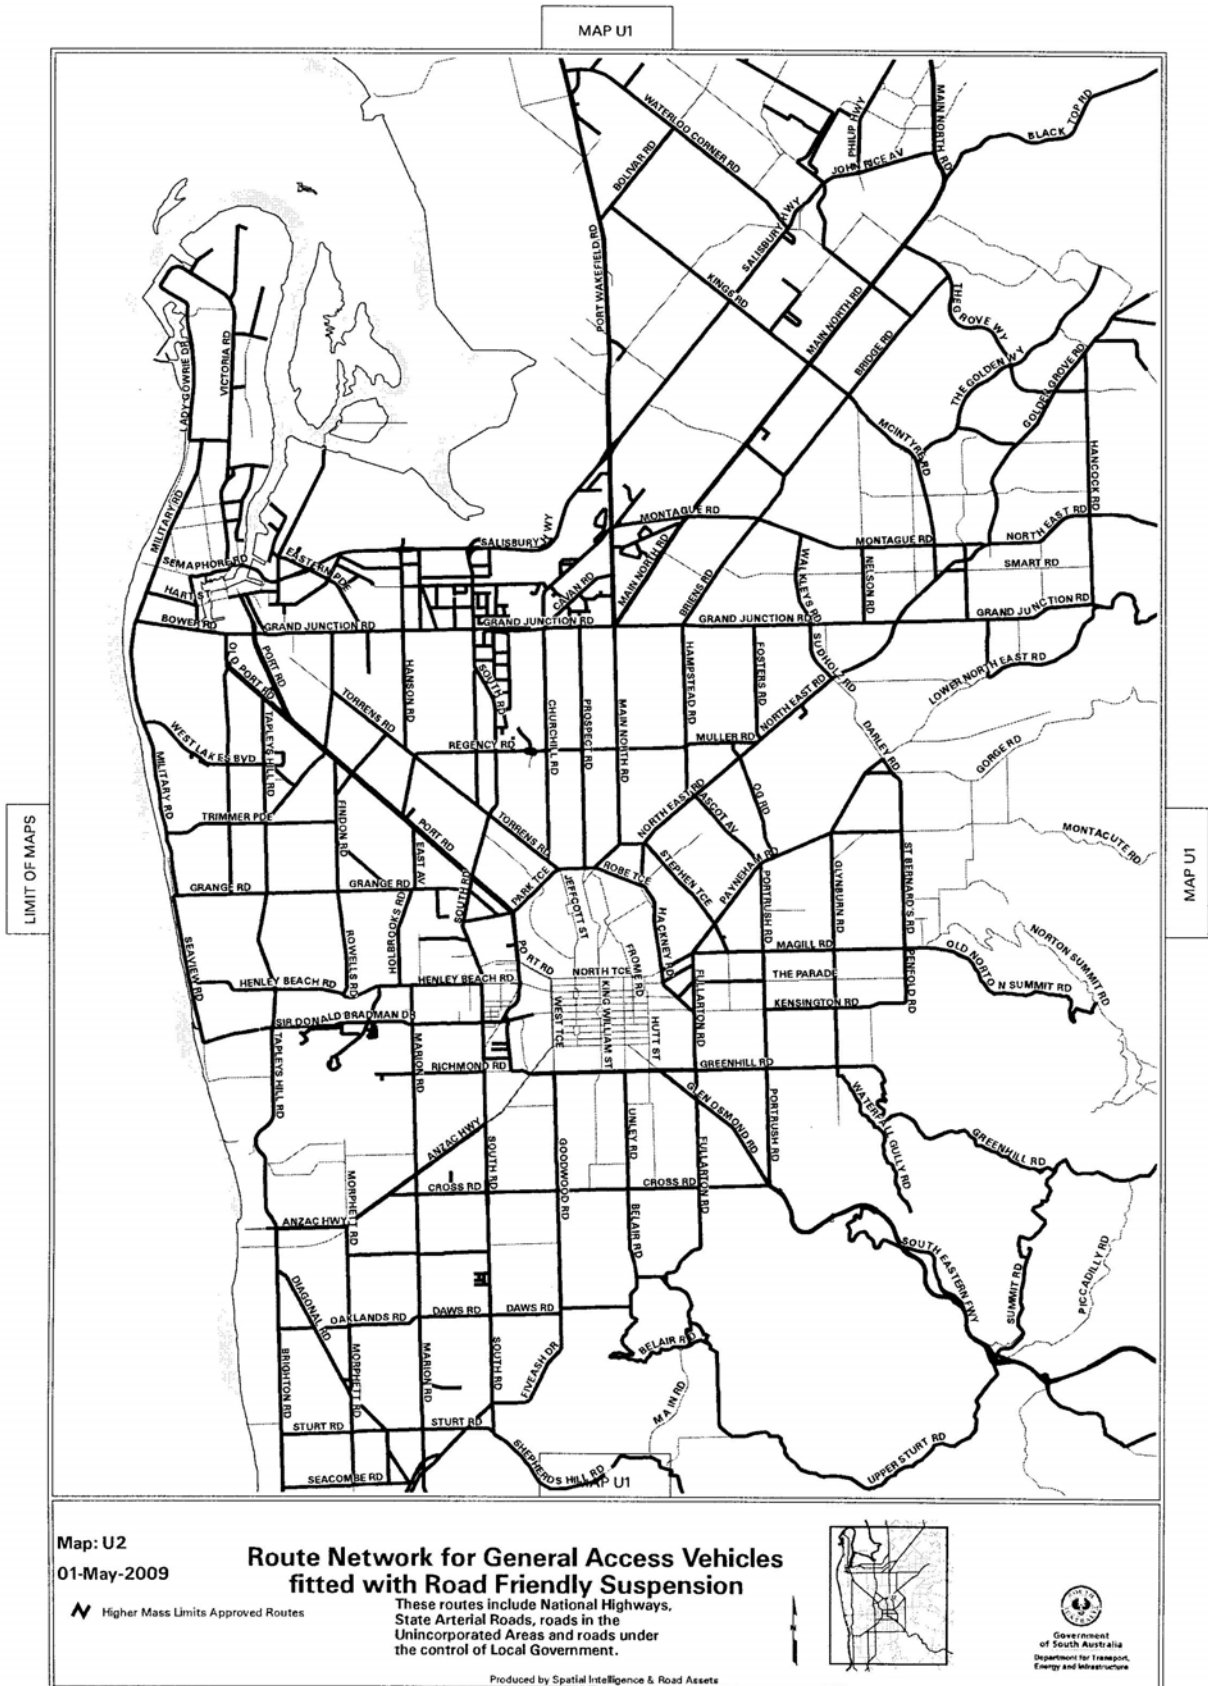 MAP U1
WATERLOO CORNER RD
BOLIVAR RD
PHILIP HWY
MAIN NORTH RD
BLACK TOP RD
JOHN RICE AV
SALISBURY HWY
PORT WAKEFIELD RD
KINGS RD
MAIN NORTH RD
BRIDGE RD
THE GROVE WY
THE GOLDEN WY
GOLDEN GROVE RD
LADY GOWRIE DR
VICTORIA RD
MCINTYRE RD
HANCOCK RD
MILITARY RD
MONTAGUE RD
SALISBURY HWY
MONTAGUE RD
NORTH EAST RD
SEMAPHORE RD
EASTERN PDE
CAVAN RD
MAIN NORTH RD
BRIENS RD
WALKLEYS RD
NELSON RD
SMART RD
HART ST
BOWER RD
GRAND JUNCTION RD
GRAND JUNCTION RD
GRAND JUNCTION RD
GRAND JUNCTION RD
OLD PORT RD
PORT RD
HANSON RD
SOUTH RD
HAMPSTEAD RD
FOSTERS RD
SUDHOLZ RD
LOWER NORTH EAST RD
TORRENS RD
TAPLEYS HILL RD
CHURCHILL RD
PROSPECT RD
MAIN NORTH RD
NORTH EAST RD
WEST LAKES BVD
REGENCY RD
MULLER RD
DARLEY RD
GORGE RD
MILITARY RD
TRIMMER PDE
FINDON RD
PORT RD
EAST AV
TORRENS RD
NORTH EAST RD
ASCOT AV
OG RD
MONTACUTE RD
LIMIT OF MAPS
MAP U1
GRANGE RD
GRANGE RD
SOUTH RD
PARK TCE
JEFFCOTT ST
ROBE TCE
STEPHEN TCE
PAYNEHAM RD
PORTRUSH RD
GLYNBURN RD
ST BERNARD'S RD
SEAVIEW RD
ROWELLS RD
HOLBROOKS RD
PORT RD
FROME RD
HACKNEY RD
MAGILL RD
PENFOLD RD
OLD NORTON SUMMIT RD
NORTON SUMMIT RD
HENLEY BEACH RD
HENLEY BEACH RD
NORTH TCE
THE PARADE
KENSINGTON RD
SIR DONALD BRADMAN DR
WEST TCE
KING WILLIAM ST
HUTT ST
FULLARTON RD
TAPLEYS HILL RD
MARION RD
RICHMOND RD
GREENHILL RD
GLEN OSMOND RD
PORTRUSH RD
WATERFALL GULLY RD
GREENHILL RD
ANZAC HWY
SOUTH RD
GOODWOOD RD
UNLEY RD
FULLARTON RD
MORPHETT RD
CROSS RD
CROSS RD
BELAIR RD
ANZAC HWY
SOUTH EASTERN FWY
SUMMIT RD
PICCADILLY RD
DIAGONAL RD
OAKLANDS RD
DAWS RD
DAWS RD
BELAIR RD
BRIGHTON RD
MORPHETT RD
MARION RD
SOUTH RD
FIVEASH DR
MAIN RD
STURT RD
STURT RD
SHEPHERDS HILL RD
UPPER STURT RD
SEACOMBE RD
MAP U1
Map: U2
01-May-2009
Higher Mass Limits Approved Routes
Route Network for General Access Vehicles
fitted with Road Friendly Suspension
These routes include National Highways,
State Arterial Roads, roads in the
Unincorporated Areas and roads under
the control of Local Government.
Produced by Spatial Intelligence & Road Assets
Government
of South Australia
Department for Transport,
Energy and Infrastructure